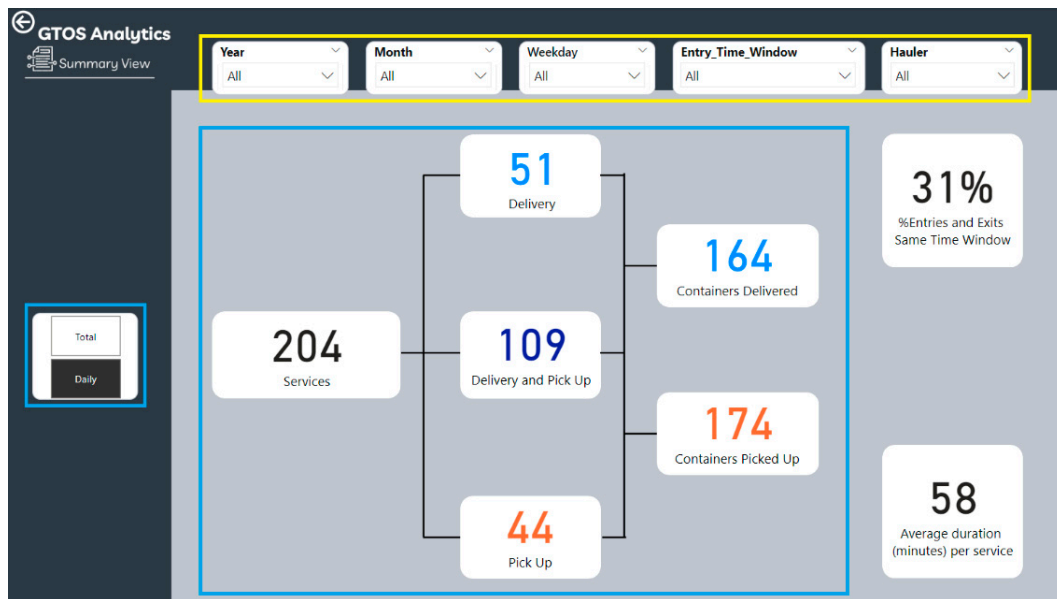 GTOS Analytics
Summary View
Year
All
Month
All
Weekday
All
Entry_Time_Window
All
Hauler
All
Total
Daily
204
Services
51
Delivery
109
Delivery and Pick Up
44
Pick Up
164
Containers Delivered
174
Containers Picked Up
31%
%Entries and Exits
Same Time Window
58
Average duration
(minutes) per service